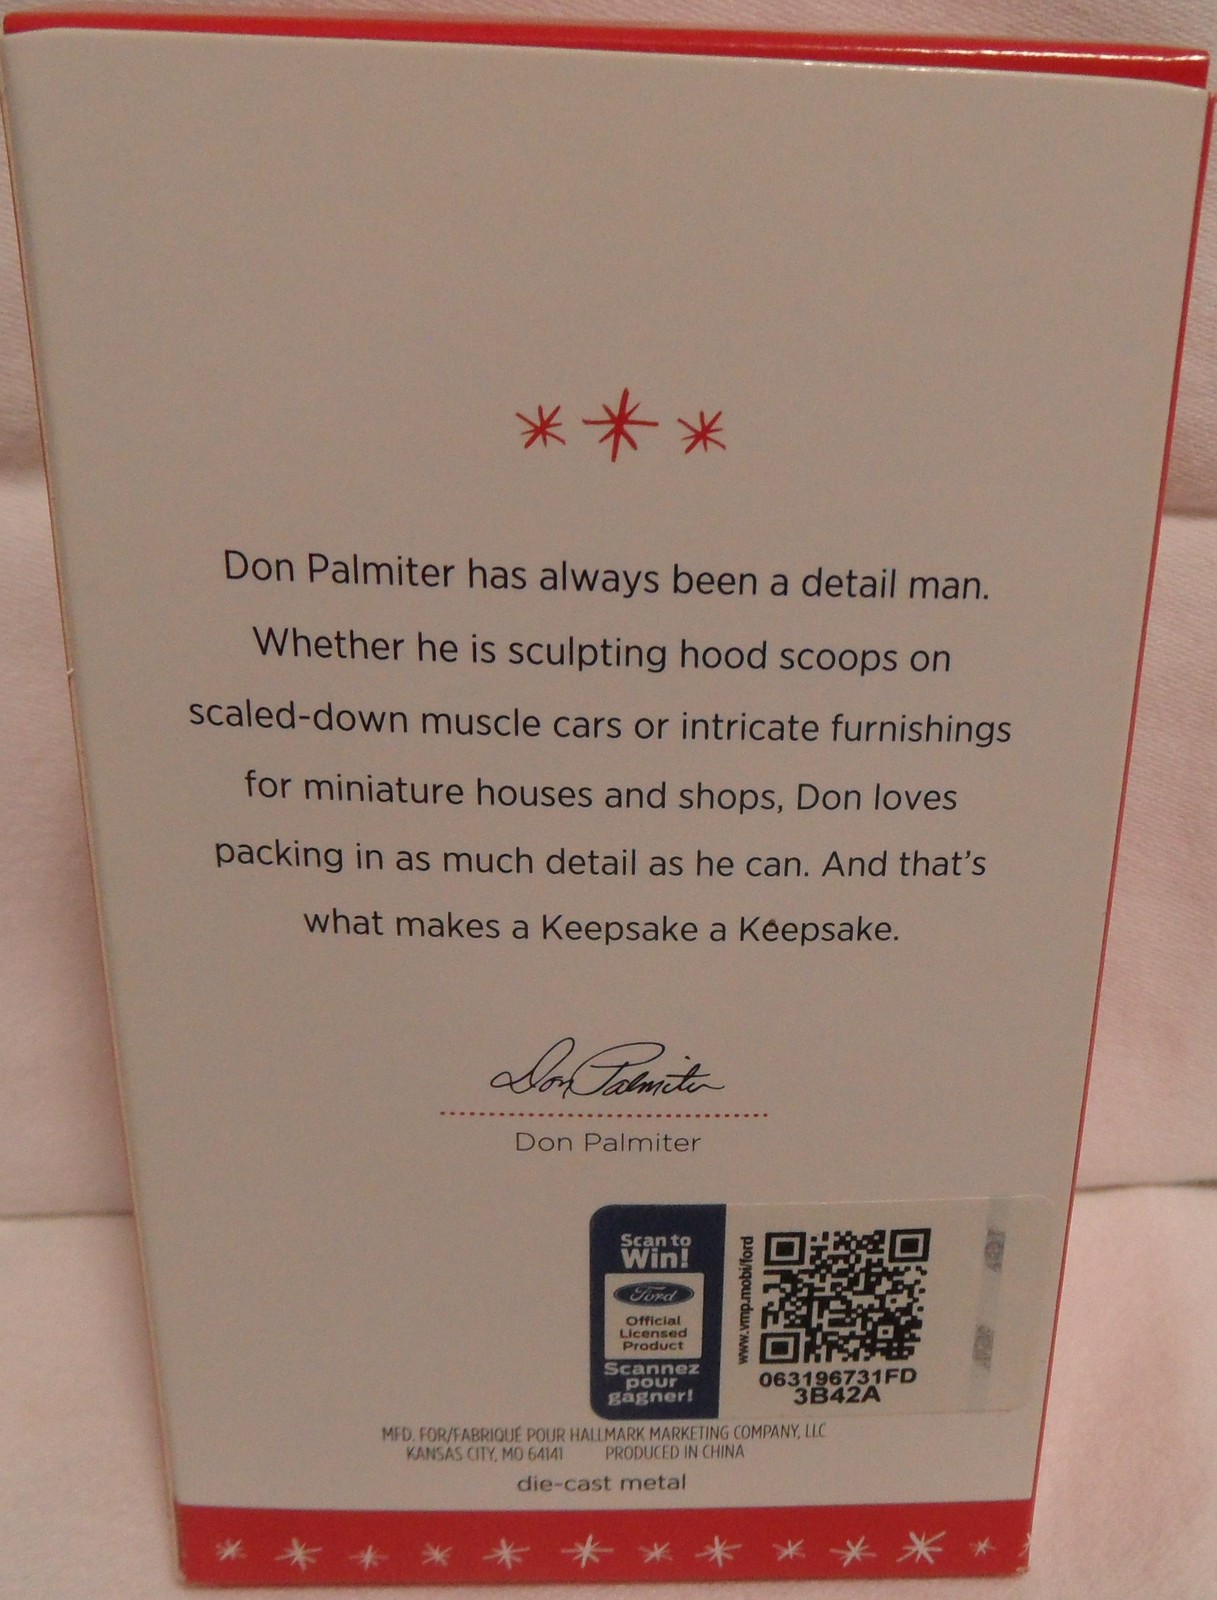 Don Palmiter has always been a detail man.
Whether he is sculpting hood scoops on
scaled-down muscle cars or intricate furnishings
for miniature houses and shops, Don loves
packing in as much detail as he can. And that's
what makes a Keepsake a Keepsake.
Don Palmiter
Don Palmiter
Scan to
Win!
Ford
Official
Licensed
Product
Scannez
pour
gagner!
www.vmp.mobi/ford
063196731FD
3B42A
MFD. FOR/FABRIQUÉ POUR HALLMARK MARKETING COMPANY, LLC
KANSAS CITY, MO 64141 PRODUCED IN CHINA
die-cast metal